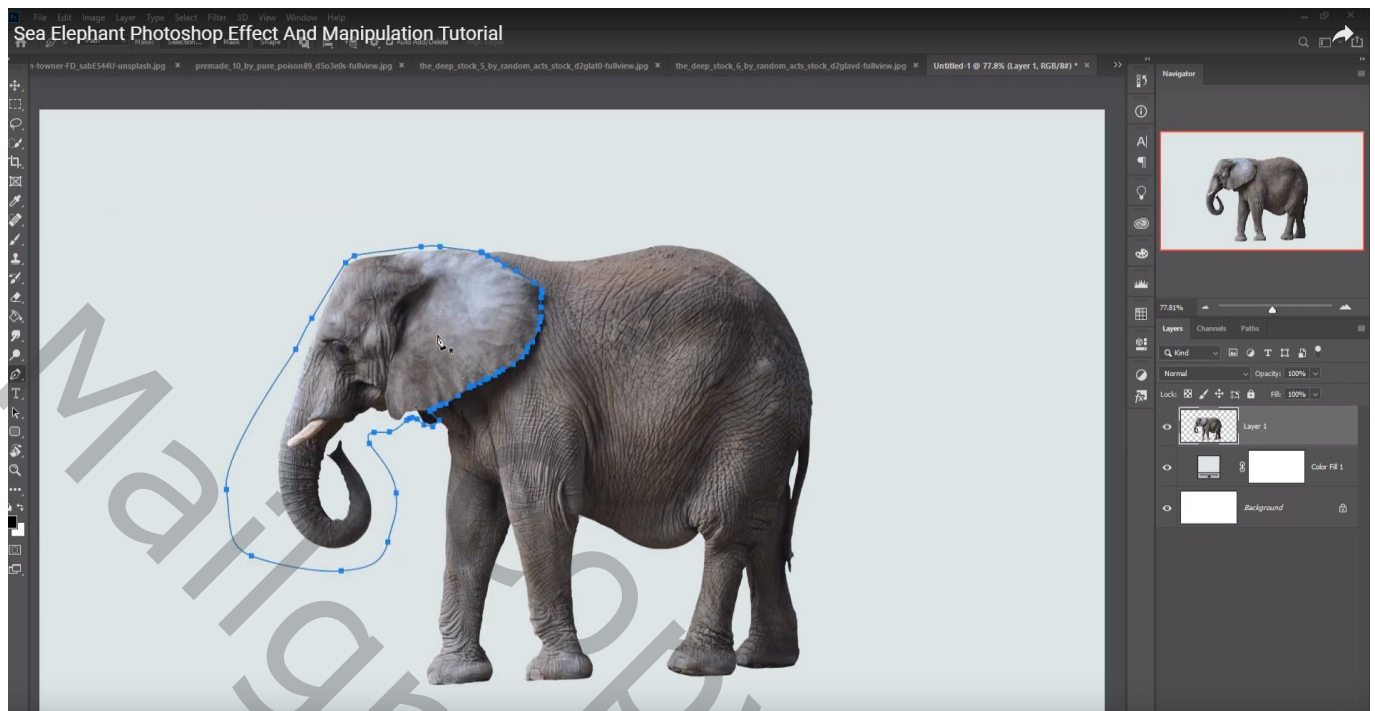 File Edit Image Layer Type Select Filter 3D View Window Help
Sea Elephant Photoshop Effect And Manipulation Tutorial
Auto Add/Delete
n-towner-FD_sabE544U-unsplash.jpg × premade_10_by_pure_poison89_d5o3e0s-fullview.jpg × the_deep_stock_5_by_random_acts_stock_d2glat0-fullview.jpg × the_deep_stock_6_by_random_acts_stock_d2glavd-fullview.jpg × Untitled-1 @ 77.8% (Layer 1, RGB/8#) * ×
Navigator
77.81%
Layers Channels Paths
Kind
Normal Opacity: 100%
Lock: Fill: 100%
Layer 1
Color Fill 1
Background